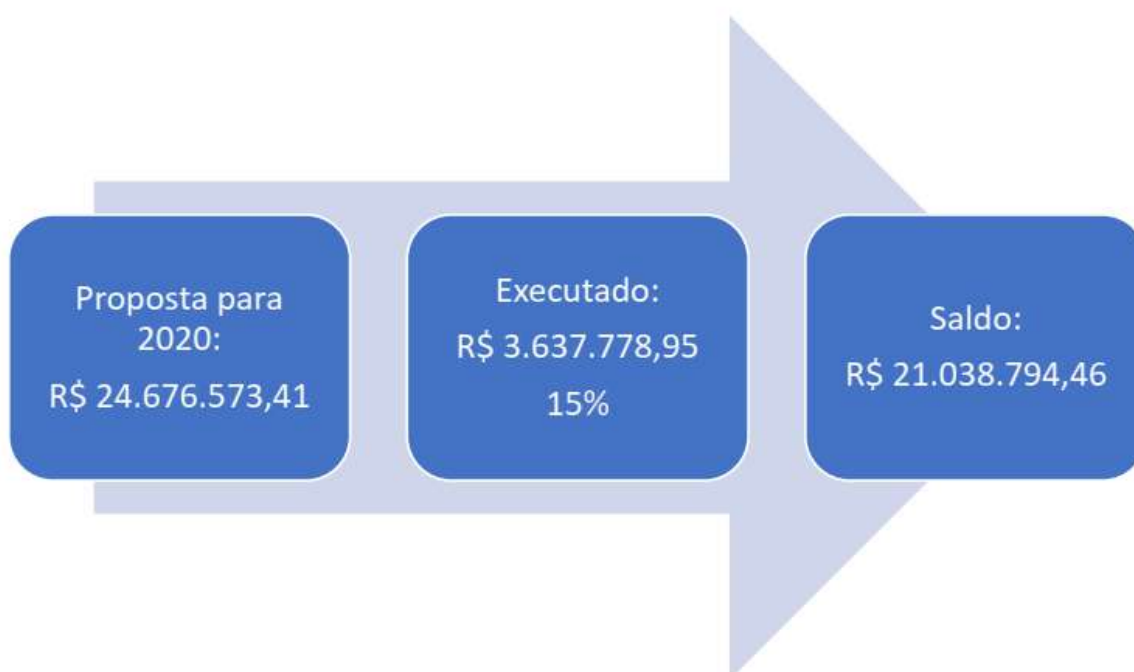 Proposta para
2020:
R$ 24.676.573,41
Executado:
R$ 3.637.778,95
15%
Saldo:
R$ 21.038.794,46